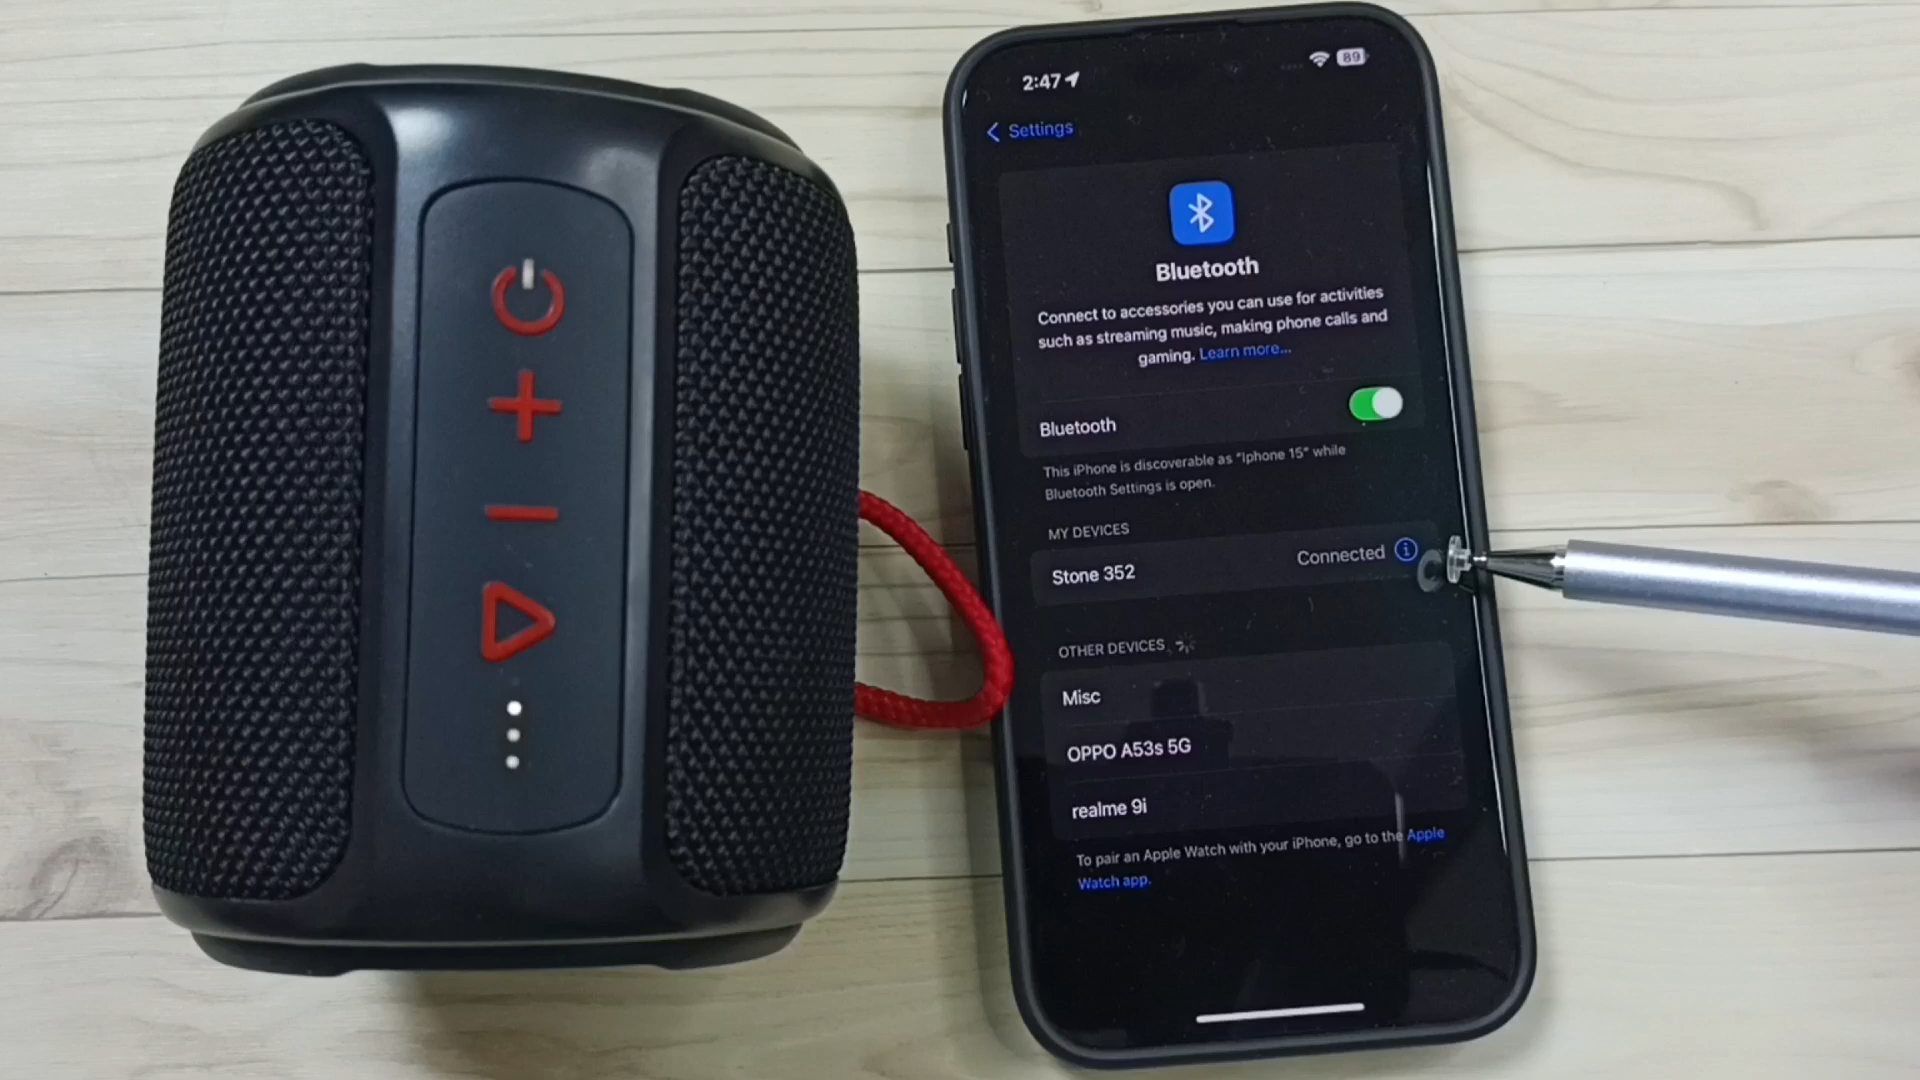 2:47
89
Settings
Bluetooth
Connect to accessories you can use for activities
such as streaming music, making phone calls and
gaming. Learn more...
Bluetooth
This iPhone is discoverable as “Iphone 15” while
Bluetooth Settings is open.
MY DEVICES
Stone 352 Connected
OTHER DEVICES
Misc
OPPO A53s 5G
realme 9i
To pair an Apple Watch with your iPhone, go to the Apple
Watch app.